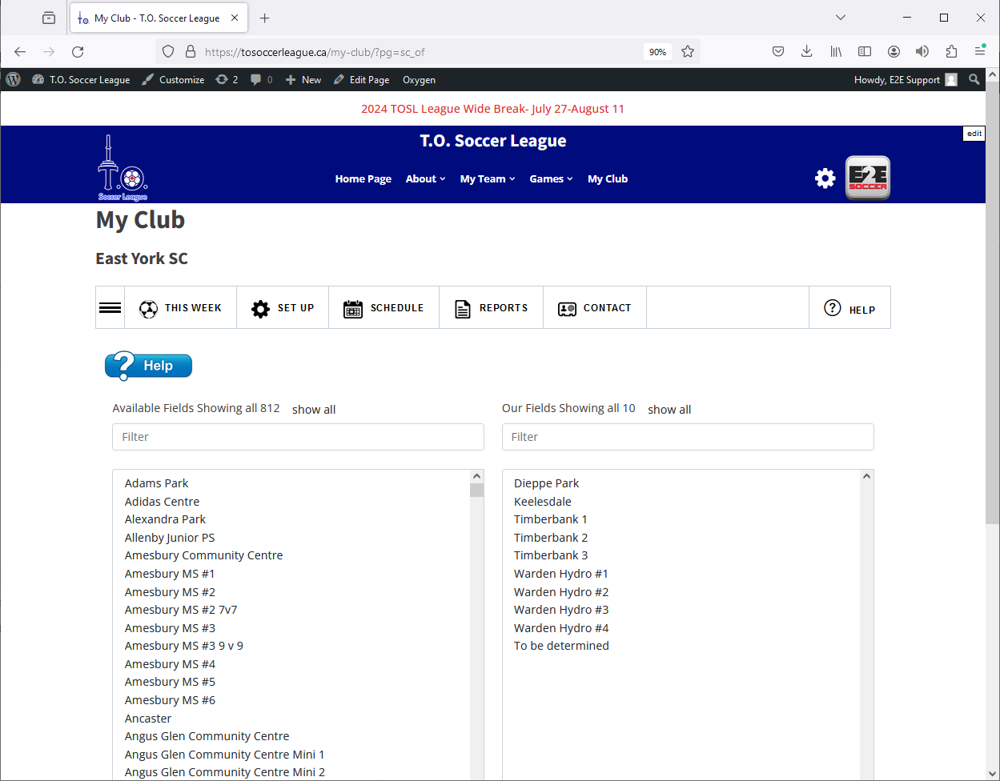 My Club - T.O. Soccer League
https://tosoccerleague.ca/my-club/?pg=sc_of
90%
T.O. Soccer League
Customize
2
0
New
Edit Page
Oxygen
Howdy, E2E Support
2024 TOSL League Wide Break- July 27-August 11
T.O. Soccer League
edit
T.
Soccer League
Home Page
About
My Team
Games
My Club
E2E
SOCCER
My Club
East York SC
THIS WEEK
SET UP
SCHEDULE
REPORTS
CONTACT
? HELP
? Help
Available Fields Showing all 812 show all
Filter
Adams Park
Adidas Centre
Alexandra Park
Allenby Junior PS
Amesbury Community Centre
Amesbury MS #1
Amesbury MS #2
Amesbury MS #2 7v7
Amesbury MS #3
Amesbury MS #3 9 v 9
Amesbury MS #4
Amesbury MS #5
Amesbury MS #6
Ancaster
Angus Glen Community Centre
Angus Glen Community Centre Mini 1
Angus Glen Community Centre Mini 2
Our Fields Showing all 10 show all
Filter
Dieppe Park
Keelesdale
Timberbank 1
Timberbank 2
Timberbank 3
Warden Hydro #1
Warden Hydro #2
Warden Hydro #3
Warden Hydro #4
To be determined